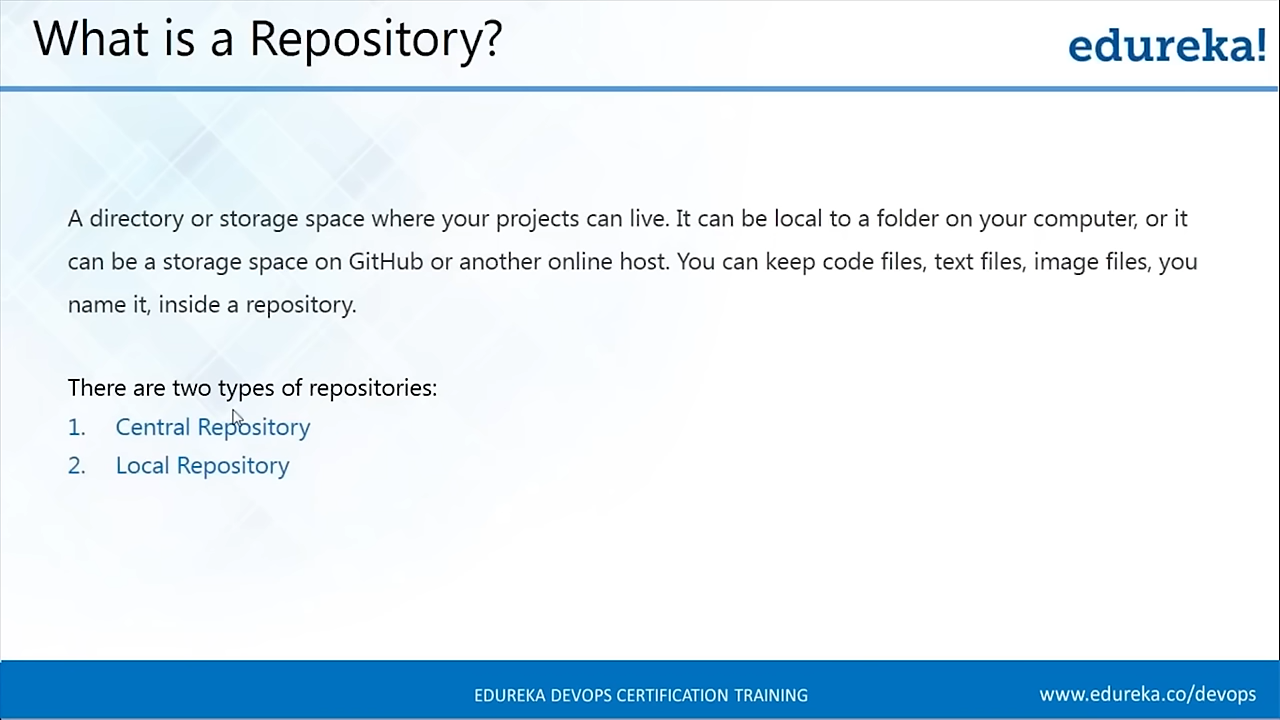 What is a Repository?
edureka!
A directory or storage space where your projects can live. It can be local to a folder on your computer, or it
can be a storage space on GitHub or another online host. You can keep code files, text files, image files, you
name it, inside a repository.
There are two types of repositories:
1. Central Repository
2. Local Repository
EDUREKA DEVOPS CERTIFICATION TRAINING
www.edureka.co/devops